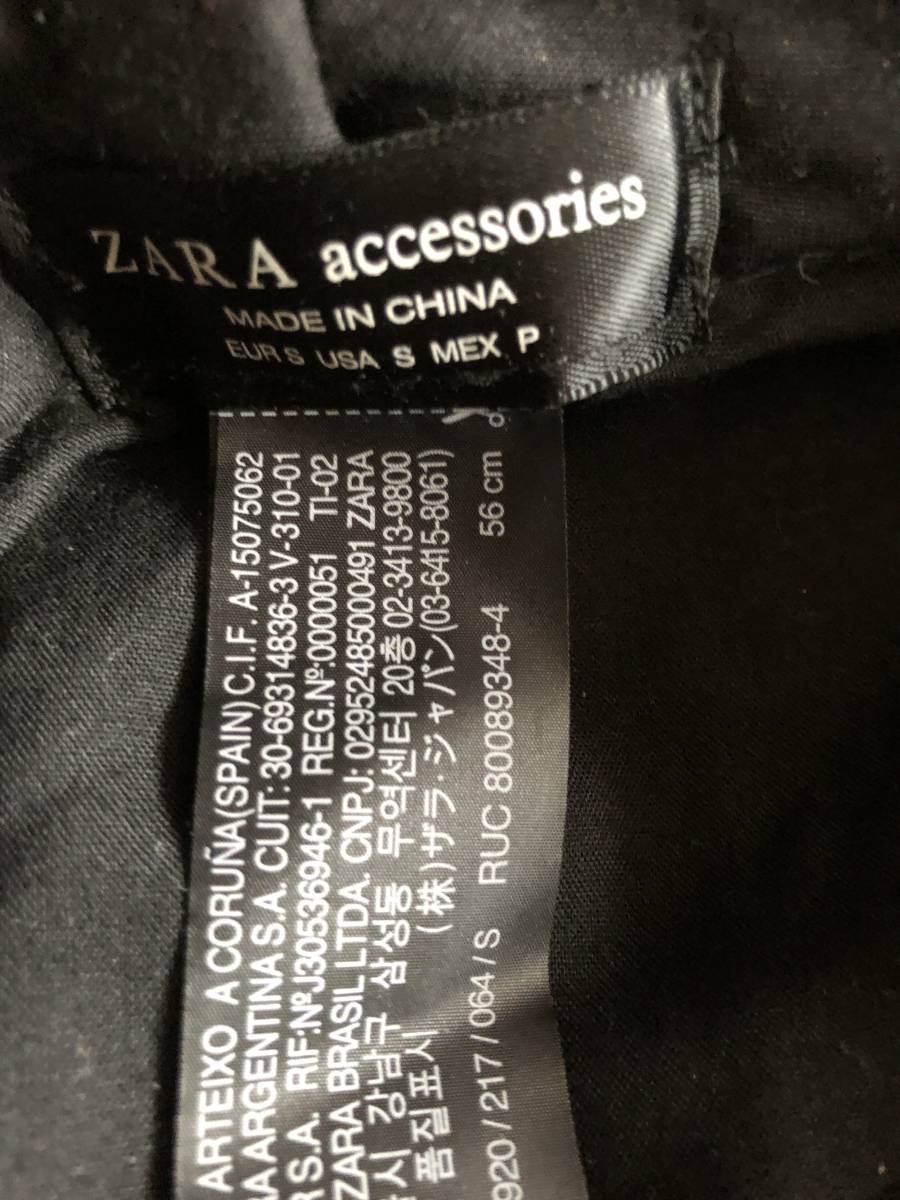 ZARA accessories
MADE IN CHINA
EUR S USA S MEX P
ARTEIXO A CORUÑA(SPAIN) C.I.F. A-15075062
A ARGENTINA S.A. CUIT: 30-69314836-3 V-310-01
S.A. RIF:NºJ30536946-1 REG.Nº:0000051 TI-02
ZARA BRASIL LTDA. CNPJ: 02952485000491 ZARA
시 강남구 삼성동 무역센터 20층 02-3413-9800
품질표시 (株)ザラ・ジャパン(03-6415-8061)
920/217/064/S RUC 80089348-4 56 cm